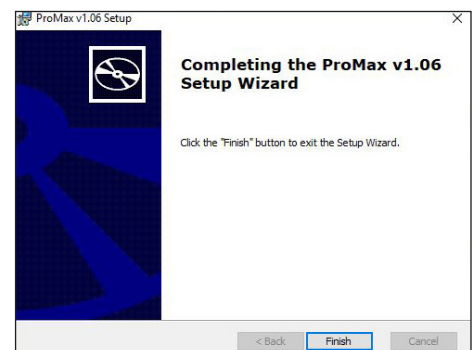 ProMax v1.06 Setup
Completing the ProMax v1.06
Setup Wizard
Click the "Finish" button to exit the Setup Wizard.
< Back
Finish
Cancel